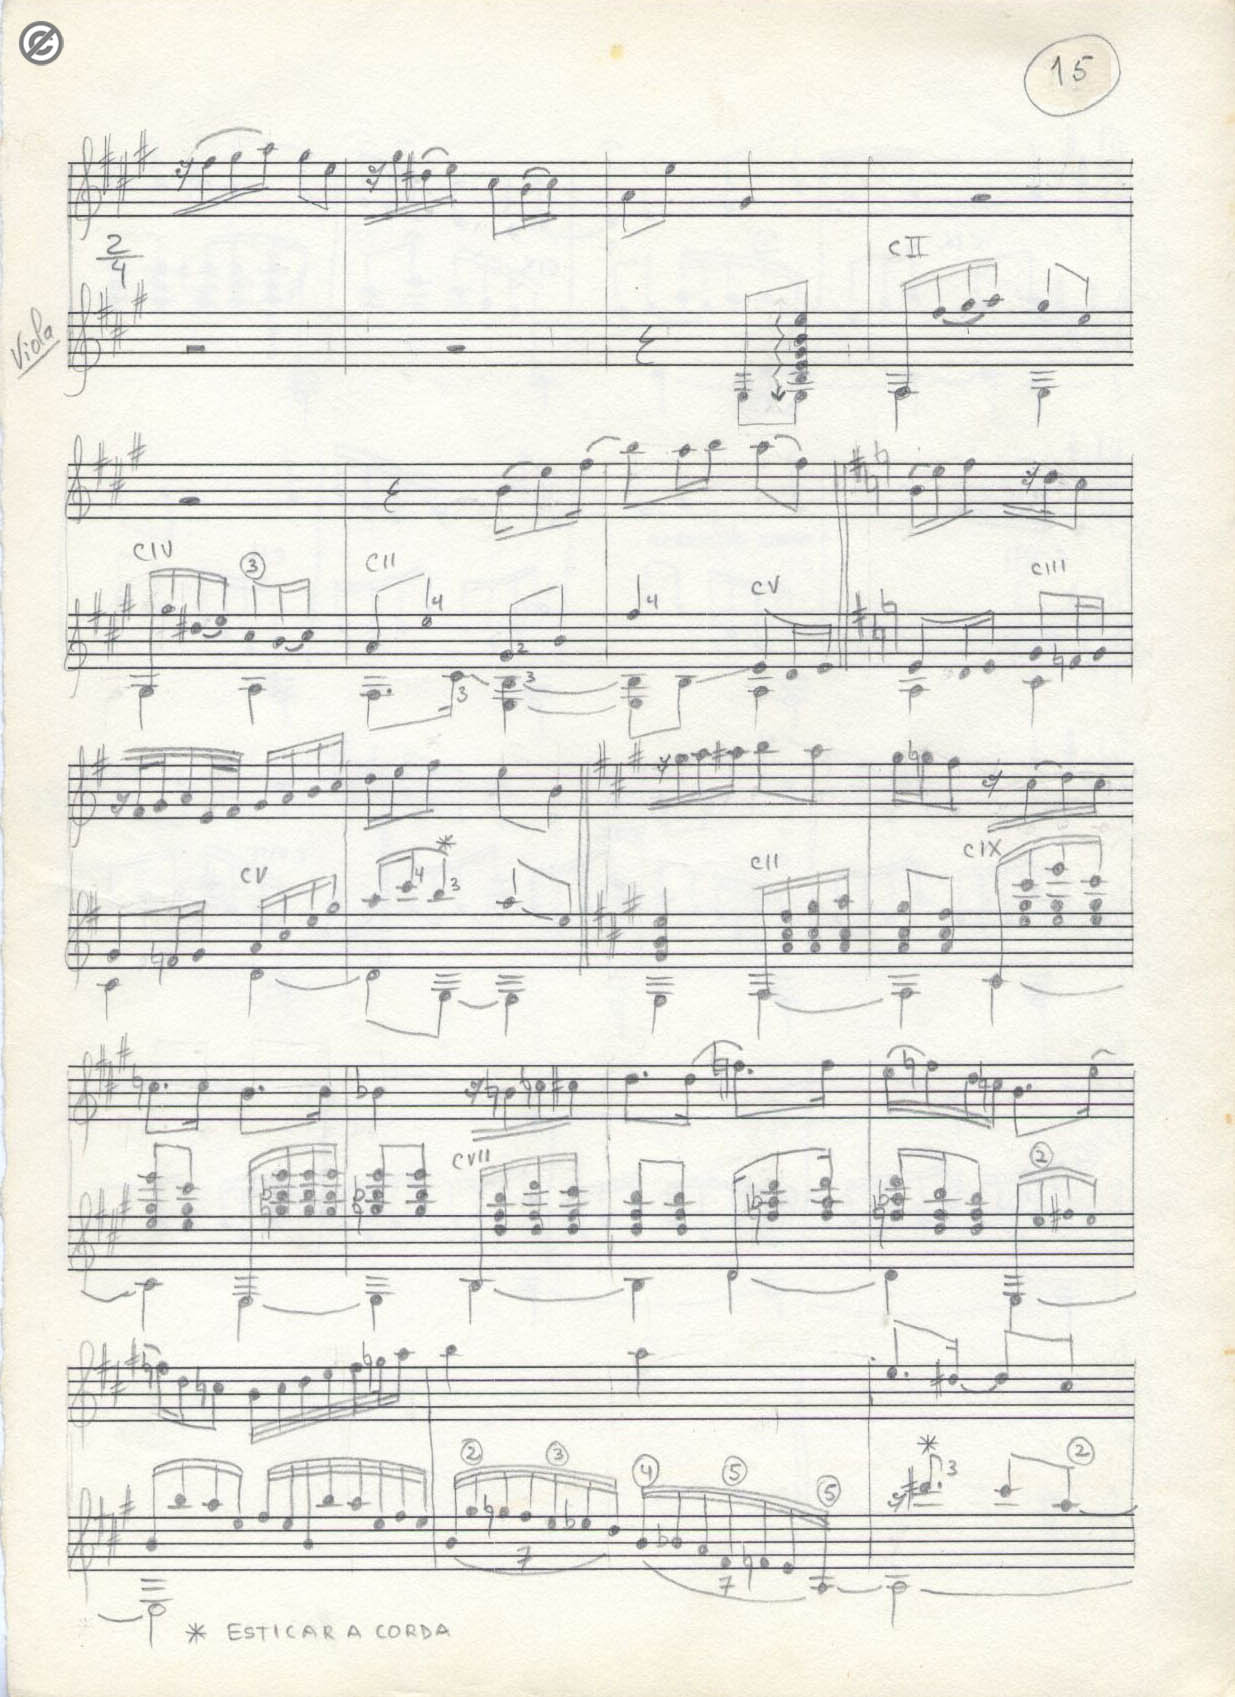 15
2
4
Viola
CII
CIV 3 CII 4 2 3 3 4 CV CIII
CV 4 * 3 CII CIX
CVII 2
2 3 4 5 5 * 3 2
7 7
* ESTICAR A CORDA